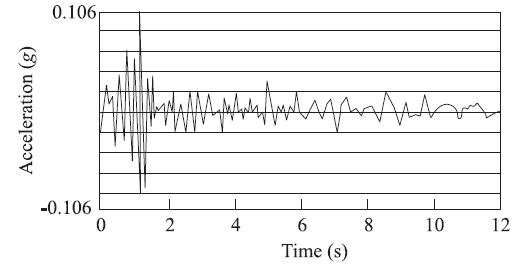 0.106
Acceleration (g)
-0.106
0 2 4 6 8 10 12
Time (s)